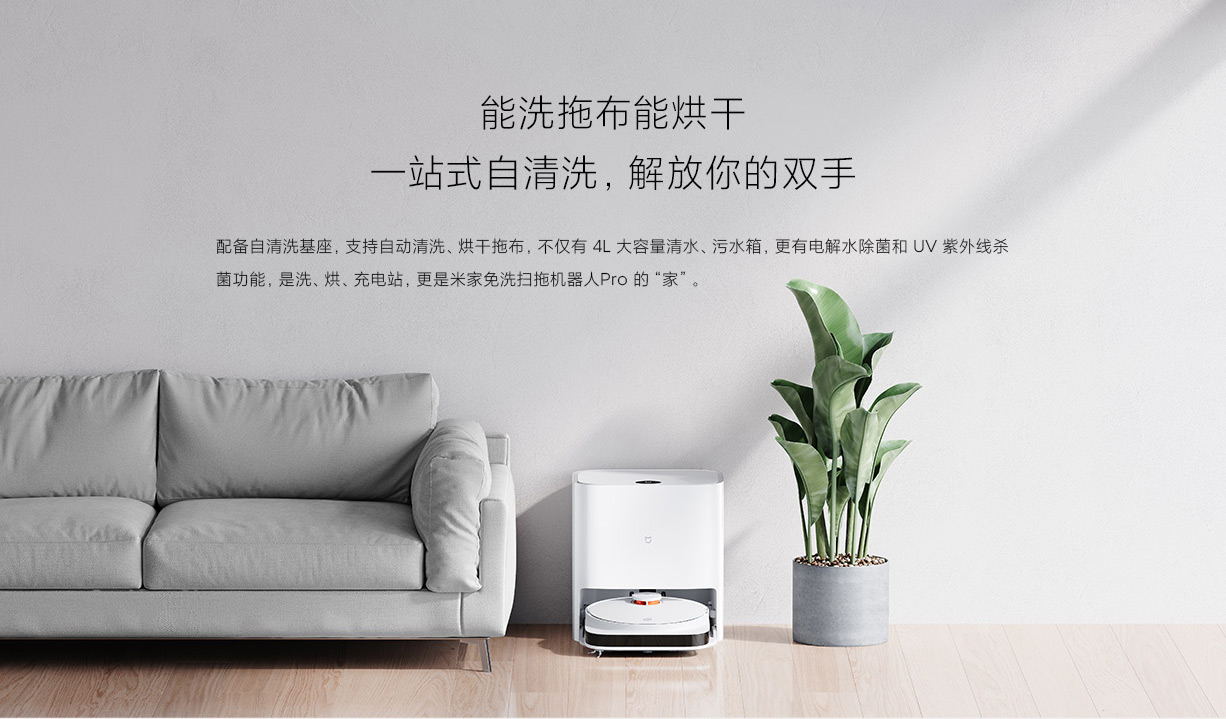 能洗拖布能烘干
一站式自清洗，解放你的双手
配备自清洗基座，支持自动清洗、烘干拖布，不仅有 4L 大容量清水、污水箱，更有电解水除菌和 UV 紫外线杀
菌功能，是洗、烘、充电站，更是米家免洗扫拖机器人Pro 的“家”。